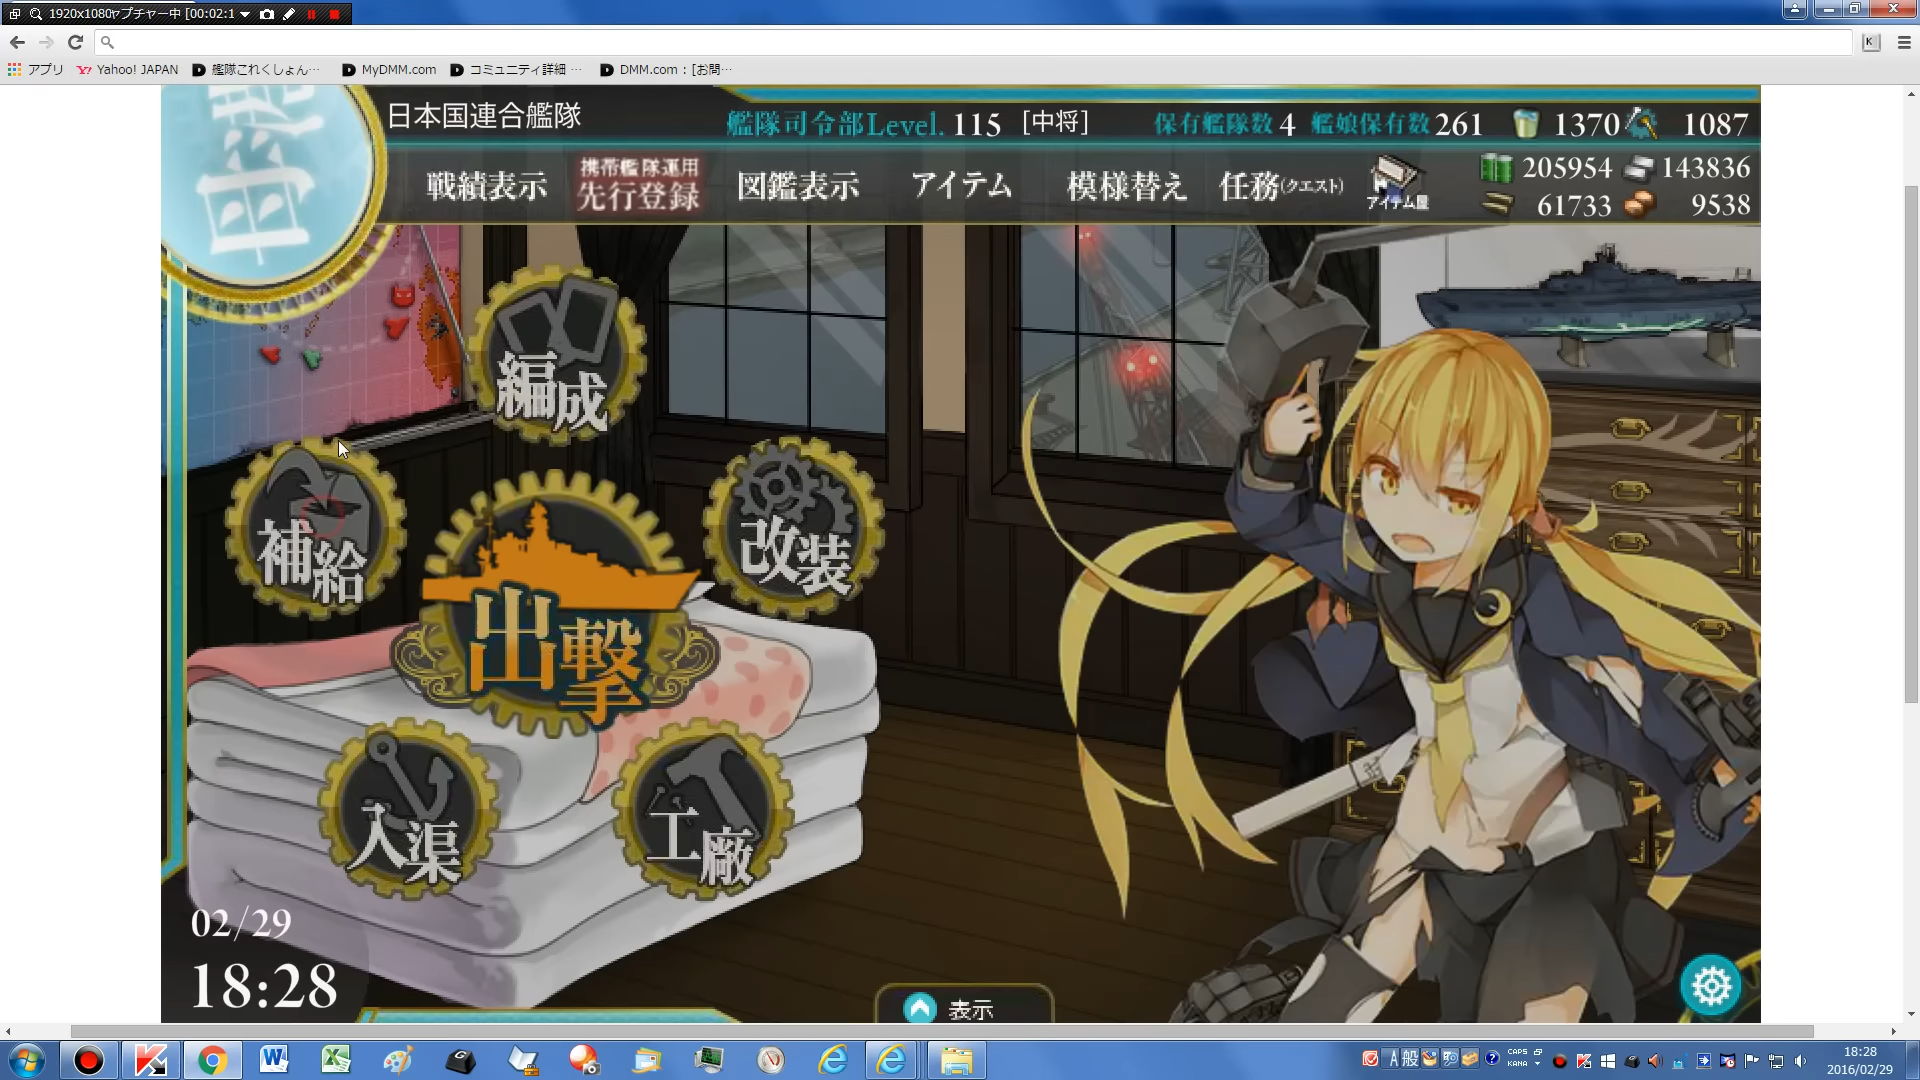 1920x1080ャプチャー中 [00:02:1
アプリ Yahoo! JAPAN 艦隊これくしょん… MyDMM.com コミュニティ詳細 … DMM.com : [お問…
日本国連合艦隊
艦隊司令部Level. 115 [中将] 保有艦隊数 4 艦娘保有数 261 1370 1087
戦績表示 携帯艦隊運用 先行登録 図鑑表示 アイテム 模様替え 任務(クエスト) アイテム屋
205954 143836
61733 9538
編成
補給
改装
出撃
入渠
工廠
02/29
18:28
表示
A 般 CAPS KANA
18:28
2016/02/29